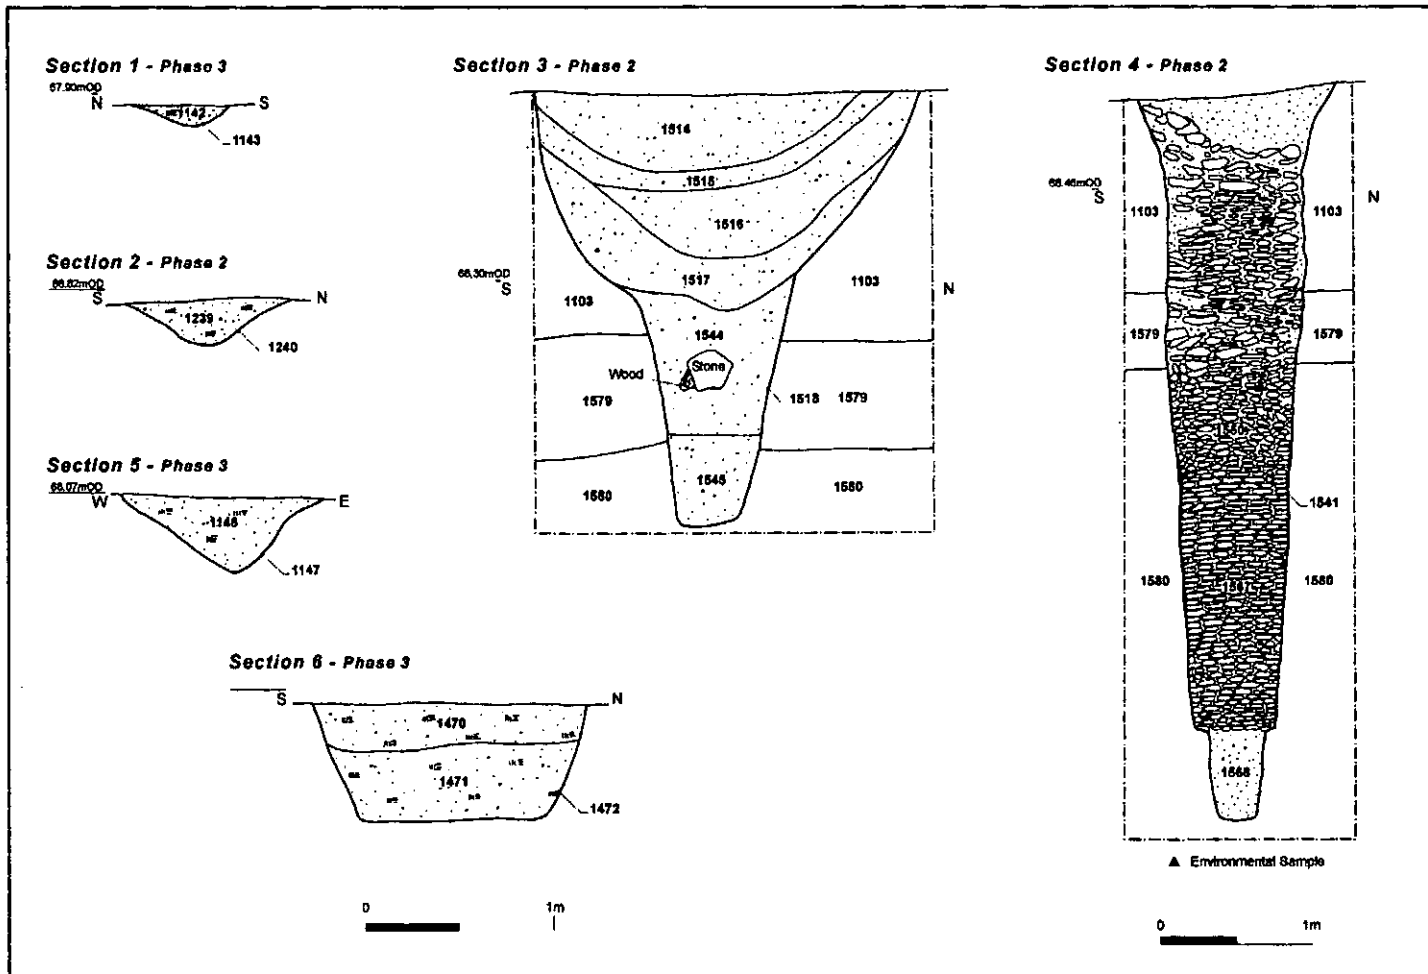 Section 1 - Phase 3
67.90mOD
N S
1142
1143
Section 2 - Phase 2
S N
1239
1240
Section 5 - Phase 3
W E
1146
1147
Section 6 - Phase 3
S N
1470
1471
1472
0 1m
Section 3 - Phase 2
1514
1515
1516
1517
S N
1103 1103
1544
Wood Stone
1579 1518 1579
1545
1580 1580
Section 4 - Phase 2
68.46mOD
S N
1103 1103
1579 1579
1541
1580 1580
1568
▲ Environmental Sample
0 1m